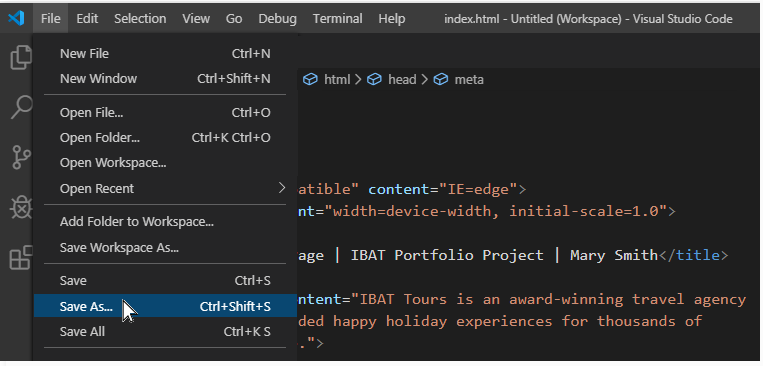 File Edit Selection View Go Debug Terminal Help index.html - Untitled (Workspace) - Visual Studio Code
New File Ctrl+N
New Window Ctrl+Shift+N
html > head > meta
Open File... Ctrl+O
Open Folder... Ctrl+K Ctrl+O
Open Workspace...
Open Recent >
atible" content="IE=edge">
nt="width=device-width, initial-scale=1.0">
Add Folder to Workspace...
Save Workspace As...
age | IBAT Portfolio Project | Mary Smith</title>
Save Ctrl+S
Save As... Ctrl+Shift+S
ontent="IBAT Tours is an award-winning travel agency
ded happy holiday experiences for thousands of
Save All Ctrl+K S
.">